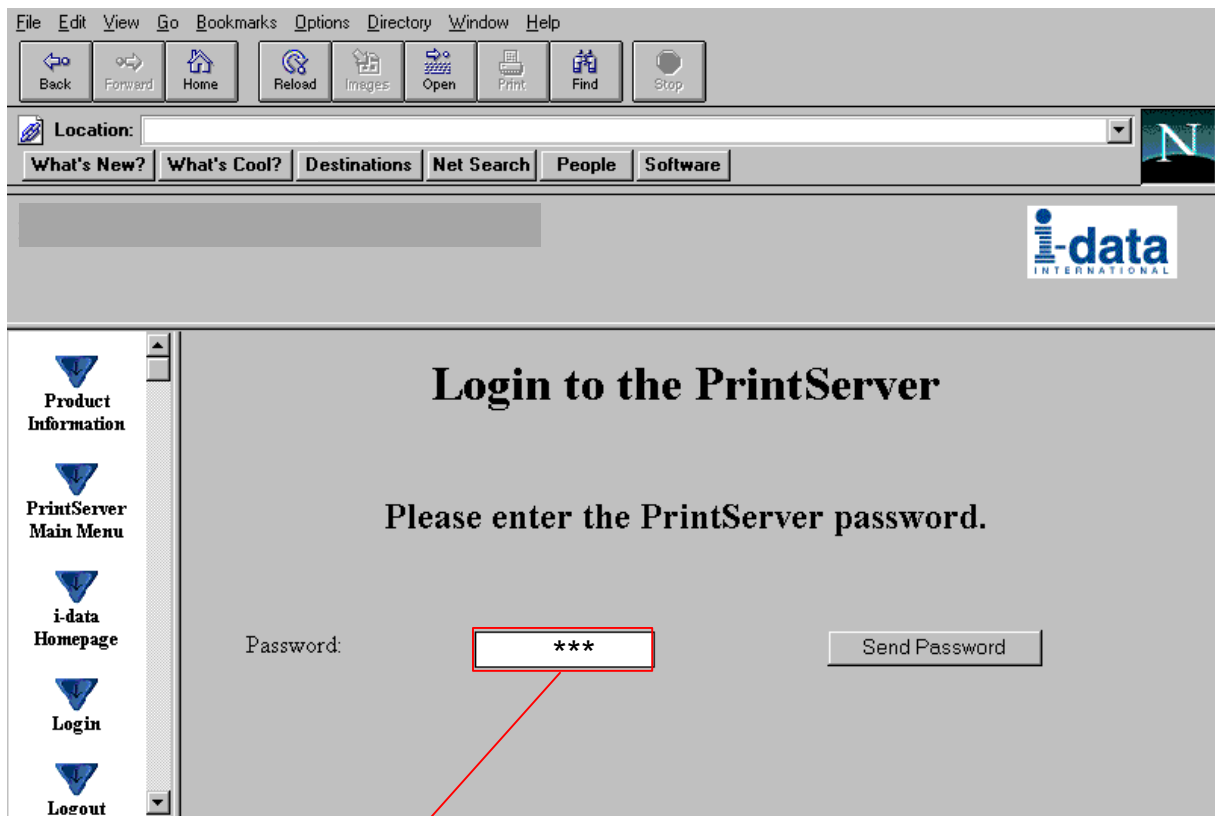 File Edit View Go Bookmarks Options Directory Window Help
Back Forward Home Reload Images Open Print Find Stop
Location:
What's New? What's Cool? Destinations Net Search People Software
N
i-data
INTERNATIONAL
Product
Information
PrintServer
Main Menu
i-data
Homepage
Login
Logout
Login to the PrintServer
Please enter the PrintServer password.
Password: *** Send Password